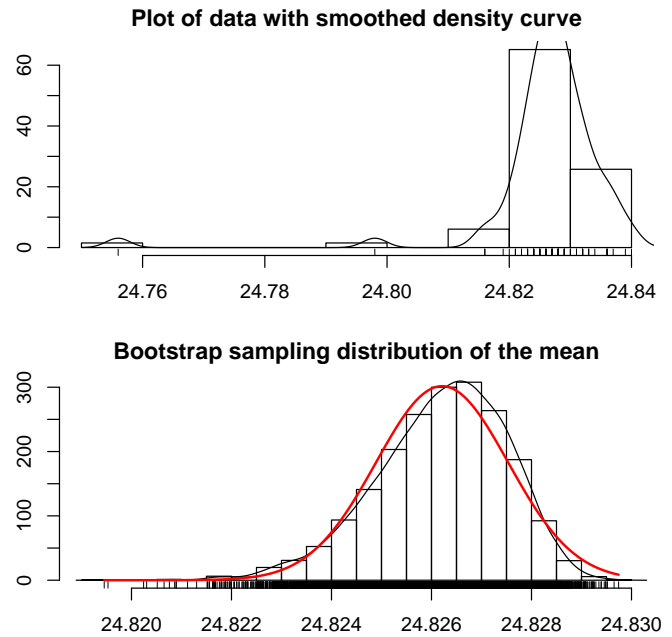 Plot of data with smoothed density curve
60
40
20
0
24.76 24.78 24.80 24.82 24.84
Bootstrap sampling distribution of the mean
300
200
100
0
24.820 24.822 24.824 24.826 24.828 24.830